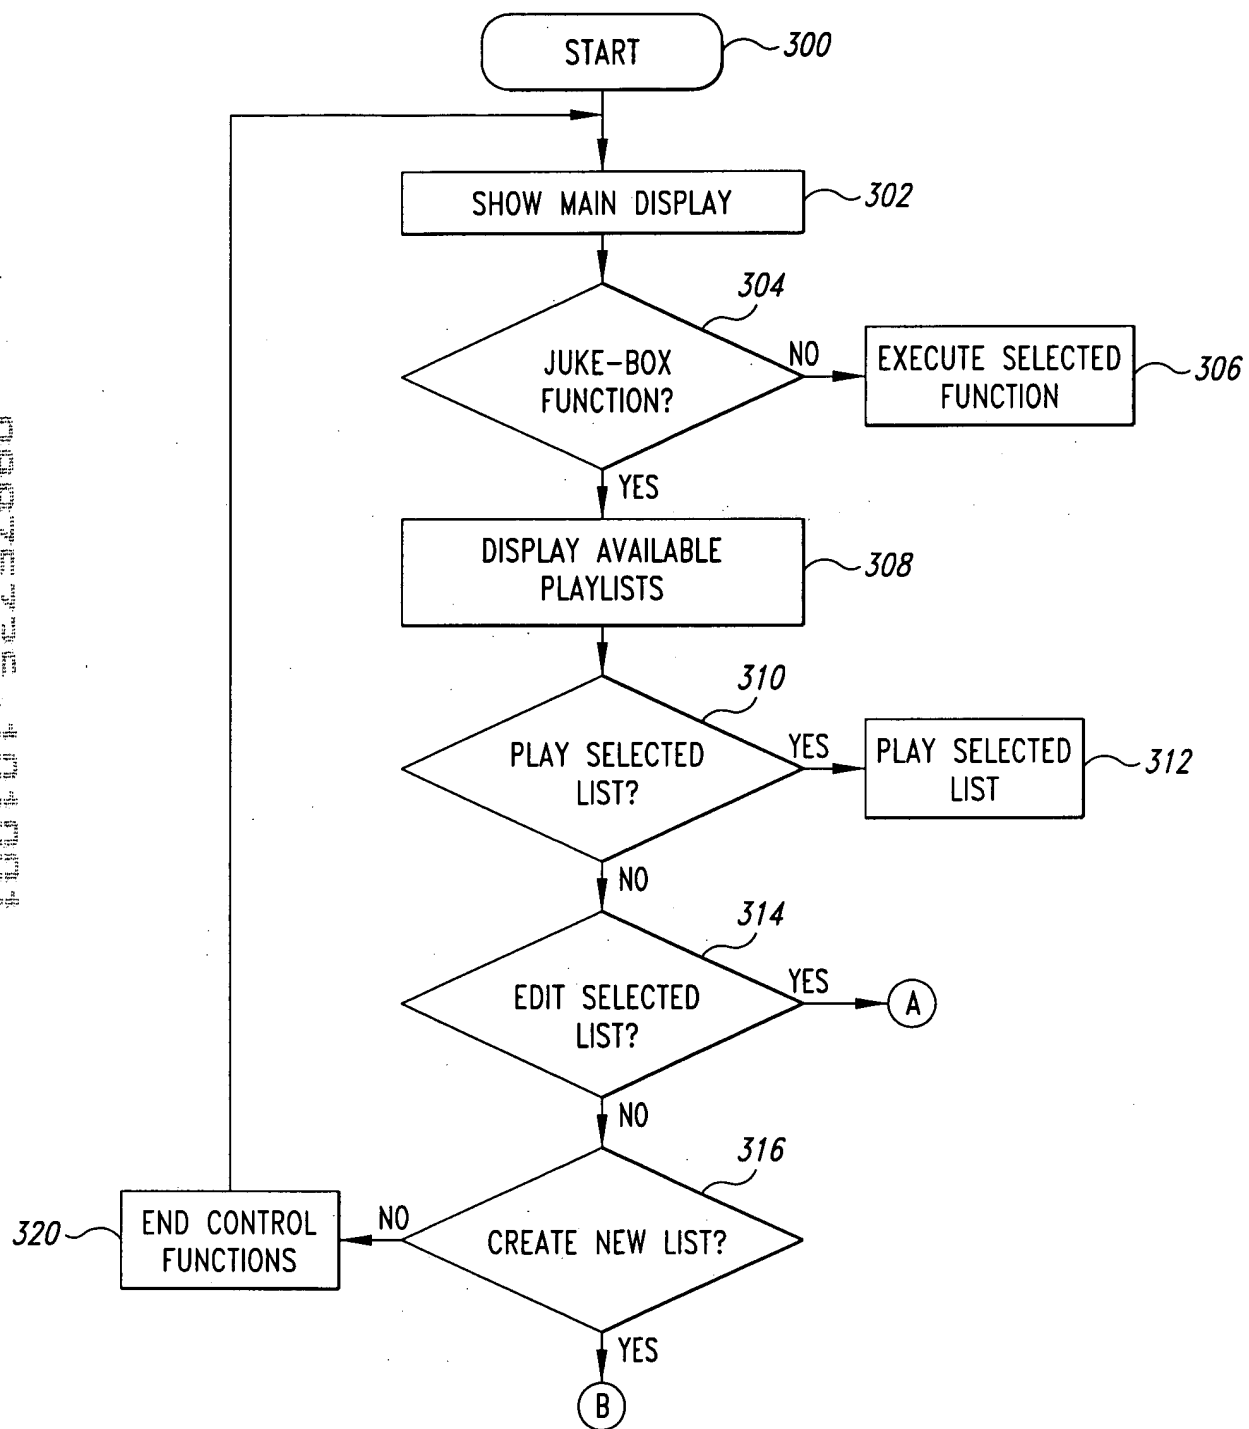 START
300
SHOW MAIN DISPLAY
302
304
JUKE-BOX
FUNCTION?
NO
EXECUTE SELECTED
FUNCTION
306
YES
DISPLAY AVAILABLE
PLAYLISTS
308
310
PLAY SELECTED
LIST?
YES
PLAY SELECTED
LIST
312
NO
314
EDIT SELECTED
LIST?
YES
A
NO
316
CREATE NEW LIST?
NO
END CONTROL
FUNCTIONS
320
YES
B